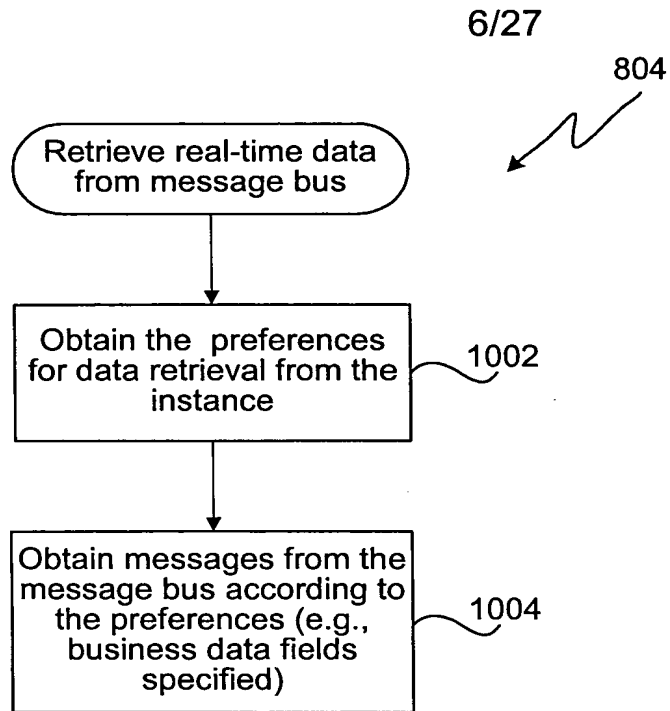 6/27
804
Retrieve real-time data
from message bus
Obtain the preferences
for data retrieval from the
instance
1002
Obtain messages from the
message bus according to
the preferences (e.g.,
business data fields
specified)
1004